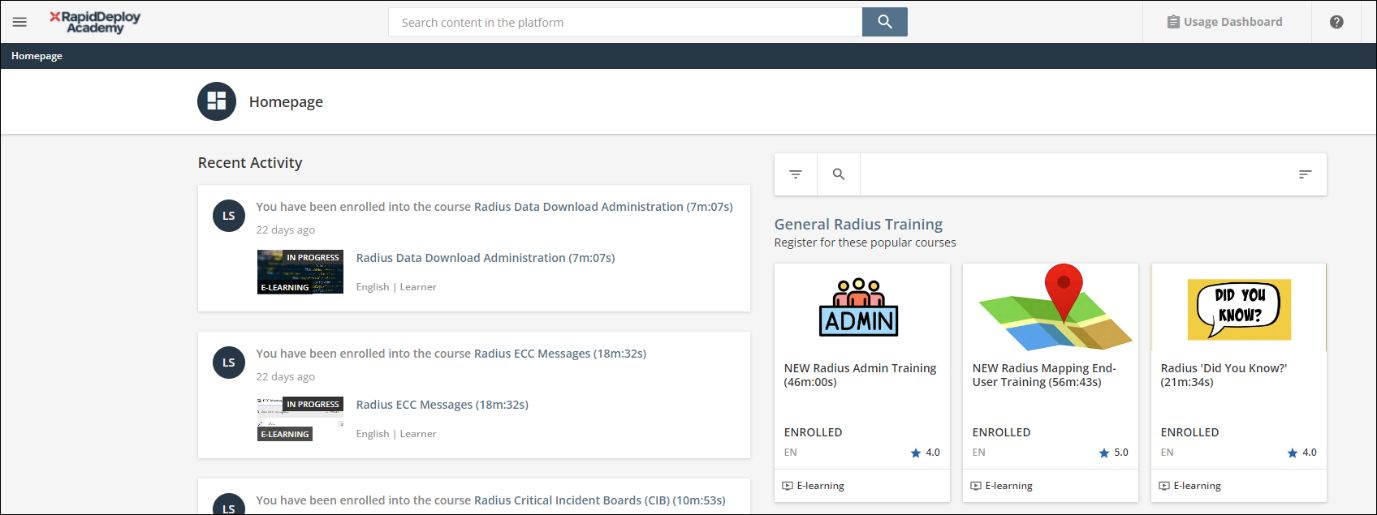 RapidDeploy
Academy
Search content in the platform
Usage Dashboard
?
Homepage
Homepage
Recent Activity
LS
You have been enrolled into the course Radius Data Download Administration (7m:07s)
22 days ago
IN PROGRESS
E-LEARNING
Radius Data Download Administration (7m:07s)
English | Learner
LS
You have been enrolled into the course Radius ECC Messages (18m:32s)
22 days ago
IN PROGRESS
E-LEARNING
Radius ECC Messages (18m:32s)
English | Learner
LS
You have been enrolled into the course Radius Critical Incident Boards (CIB) (10m:53s)
General Radius Training
Register for these popular courses
ADMIN
NEW Radius Admin Training
(46m:00s)
ENROLLED
EN
4.0
E-learning
NEW Radius Mapping End-
User Training (56m:43s)
ENROLLED
EN
5.0
E-learning
DID YOU
KNOW?
Radius 'Did You Know?'
(21m:34s)
ENROLLED
EN
4.0
E-learning